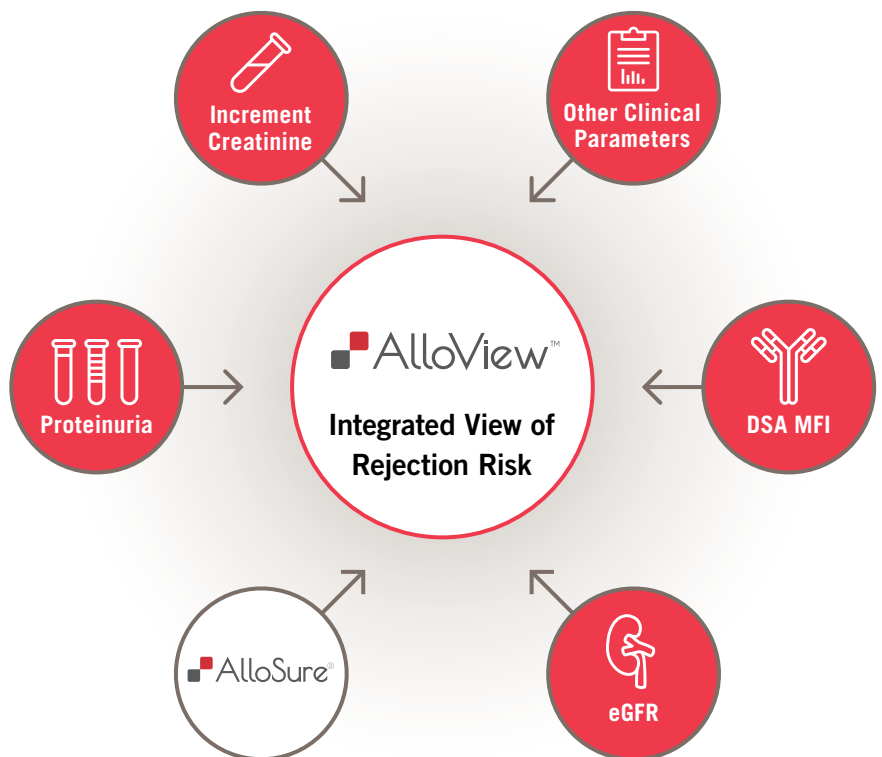 Increment
Creatinine
Other Clinical
Parameters
AlloView™
Integrated View of
Rejection Risk
Proteinuria
DSA MFI
AlloSure®
eGFR